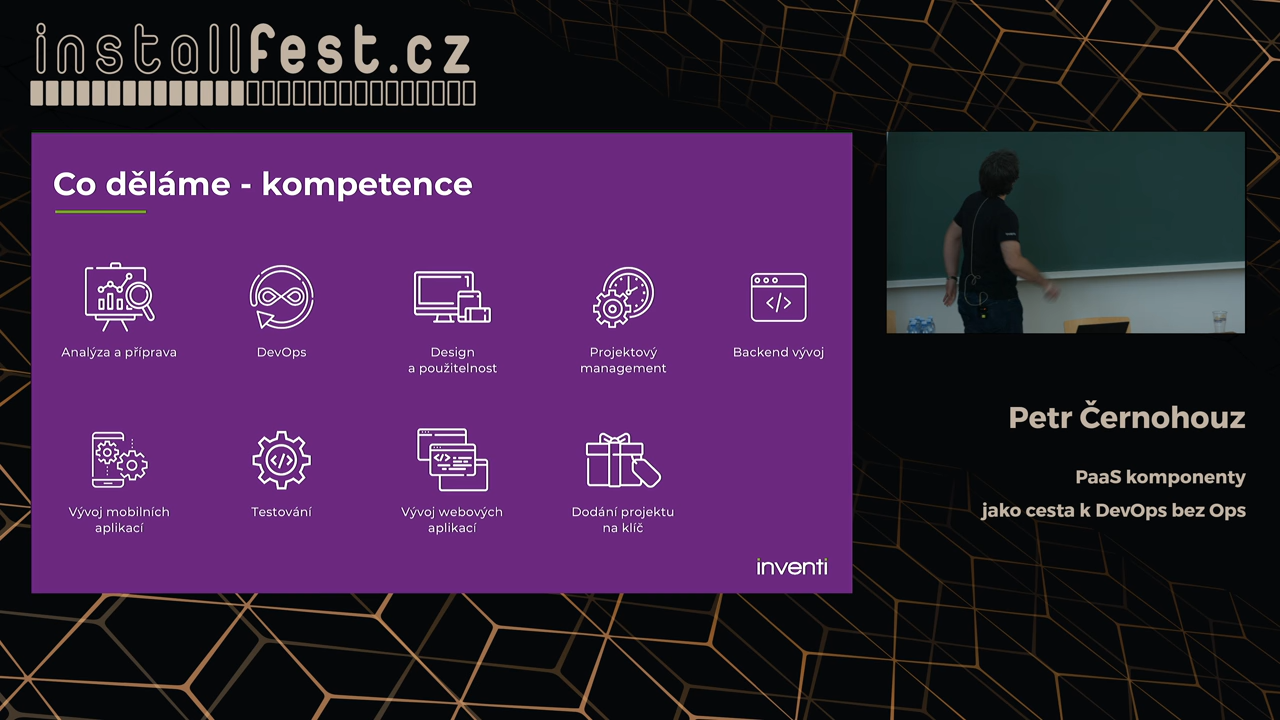 installfest.cz
Co děláme - kompetence
Analýza a příprava
DevOps
Design
a použitelnost
Projektový
management
Backend vývoj
Vývoj mobilních
aplikací
Testování
Vývoj webových
aplikací
Dodání projektu
na klíč
inventi
Petr Černohouz
PaaS komponenty
jako cesta k DevOps bez Ops